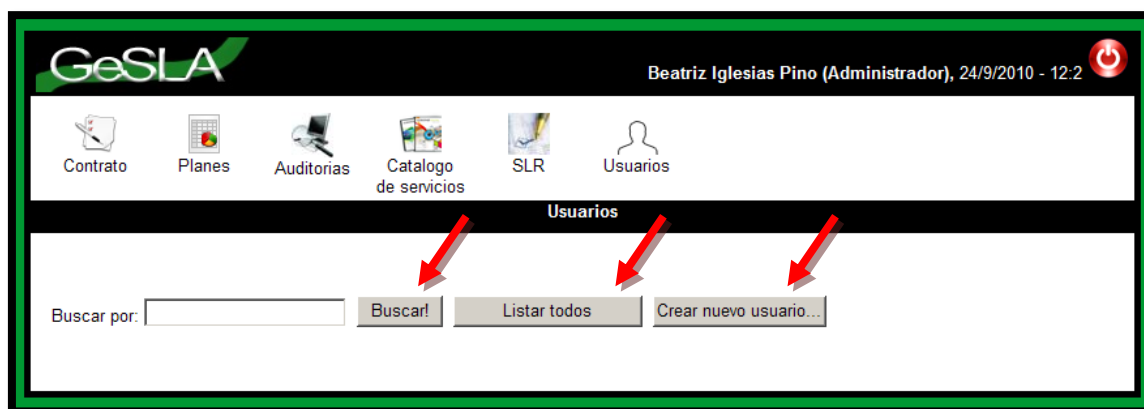 GeSLA
Beatriz Iglesias Pino (Administrador), 24/9/2010 - 12:2
Contrato
Planes
Auditorias
Catalogo
de servicios
SLR
Usuarios
Usuarios
Buscar por:
Buscar!
Listar todos
Crear nuevo usuario...